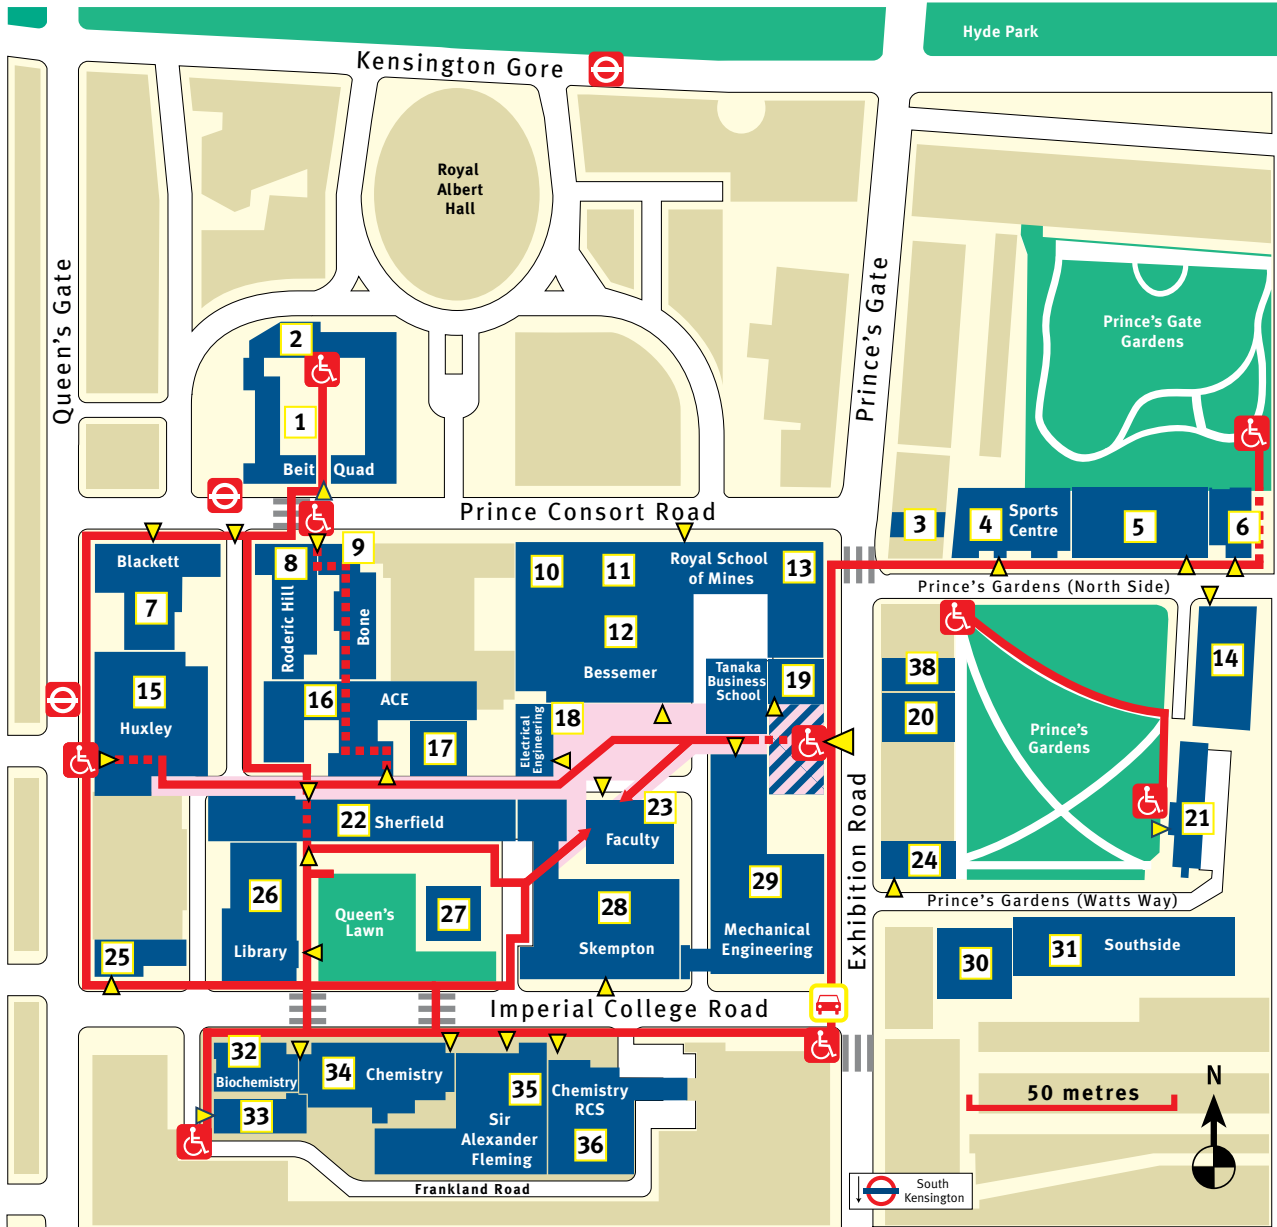 Hyde Park
Kensington Gore
Royal
Albert
Hall
Queen's Gate
Prince's Gate
Prince's Gate
Gardens
2
1
Beit Quad
Prince Consort Road
3
4
Sports
Centre
5
6
Prince's Gardens (North Side)
Blackett
7
8
9
Roderic Hill
Bone
10
11
Royal School
of Mines
13
12
Bessemer
Tanaka
Business
School
19
14
38
20
Prince's
Gardens
15
Huxley
16
ACE
17
Electrical
Engineering
18
21
22
Sherfield
23
Faculty
24
Prince's Gardens (Watts Way)
Exhibition Road
25
26
Library
Queen's
Lawn
27
28
Skempton
29
Mechanical
Engineering
30
31
Southside
Imperial College Road
32
Biochemistry
33
34
Chemistry
35
Sir
Alexander
Fleming
Chemistry
RCS
36
Frankland Road
50 metres
N
South
Kensington